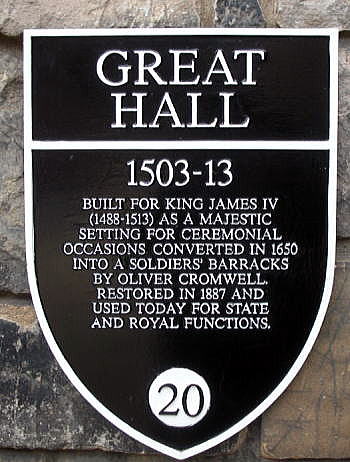 GREAT
HALL
1503-13
BUILT FOR KING JAMES IV
(1488-1513) AS A MAJESTIC
SETTING FOR CEREMONIAL
OCCASIONS CONVERTED IN 1650
INTO A SOLDIERS' BARRACKS
BY OLIVER CROMWELL.
RESTORED IN 1887 AND
USED TODAY FOR STATE
AND ROYAL FUNCTIONS.
20